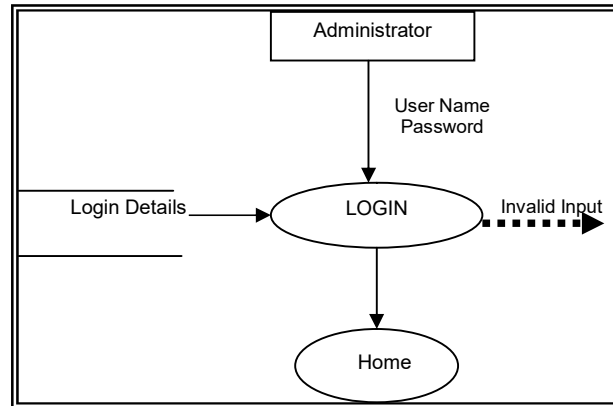 Administrator
User Name
Password
Login Details
LOGIN
Invalid Input
Home